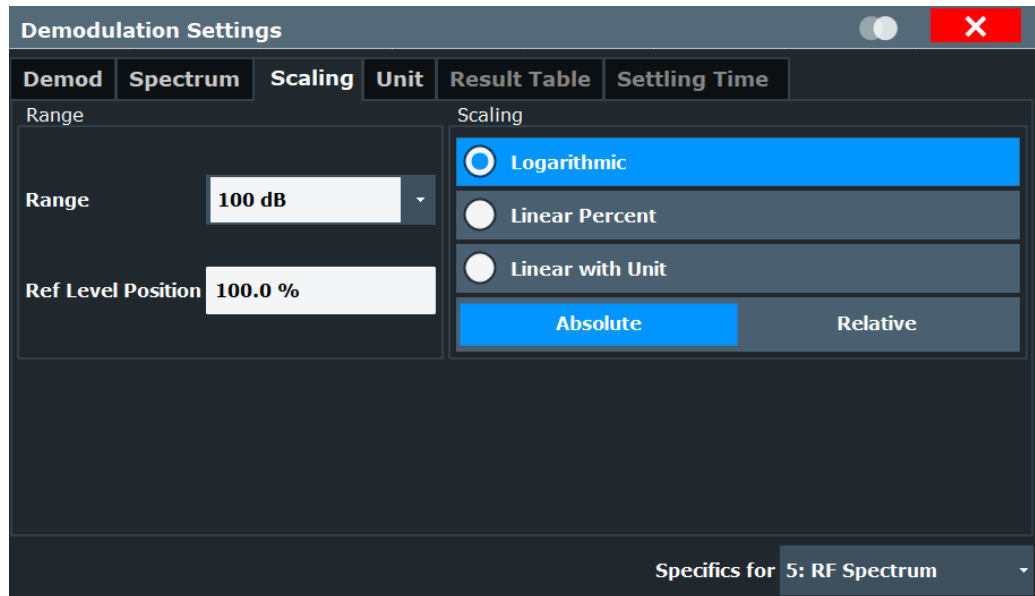 Demodulation Settings
Demod Spectrum Scaling Unit Result Table Settling Time
Range
Range 100 dB
Ref Level Position 100.0 %
Scaling
Logarithmic
Linear Percent
Linear with Unit
Absolute Relative
Specifics for 5: RF Spectrum